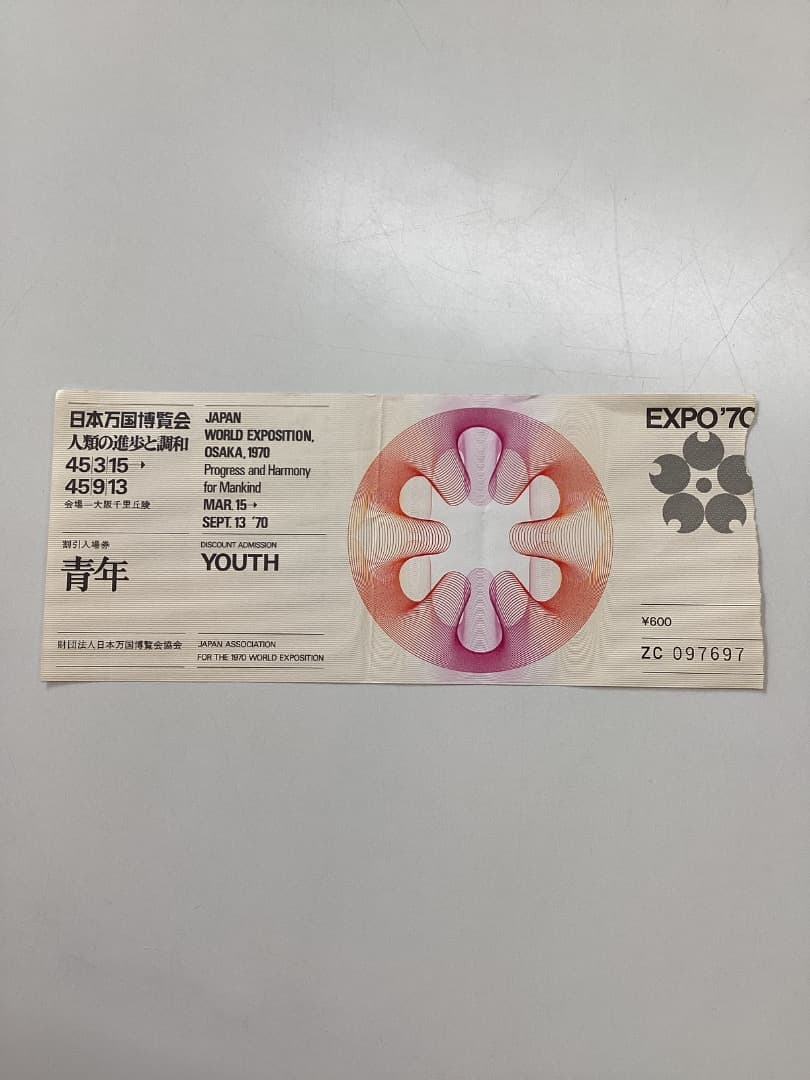 日本万国博覧会
人類の進歩と調和
45|3|15→
45|9|13
会場―大阪千里丘陵
割引入場券
青年
財団法人日本万国博覧会協会
JAPAN
WORLD EXPOSITION,
OSAKA, 1970
Progress and Harmony
for Mankind
MAR. 15→
SEPT. 13 '70
DISCOUNT ADMISSION
YOUTH
JAPAN ASSOCIATION
FOR THE 1970 WORLD EXPOSITION
EXPO'70
¥600
ZC 097697